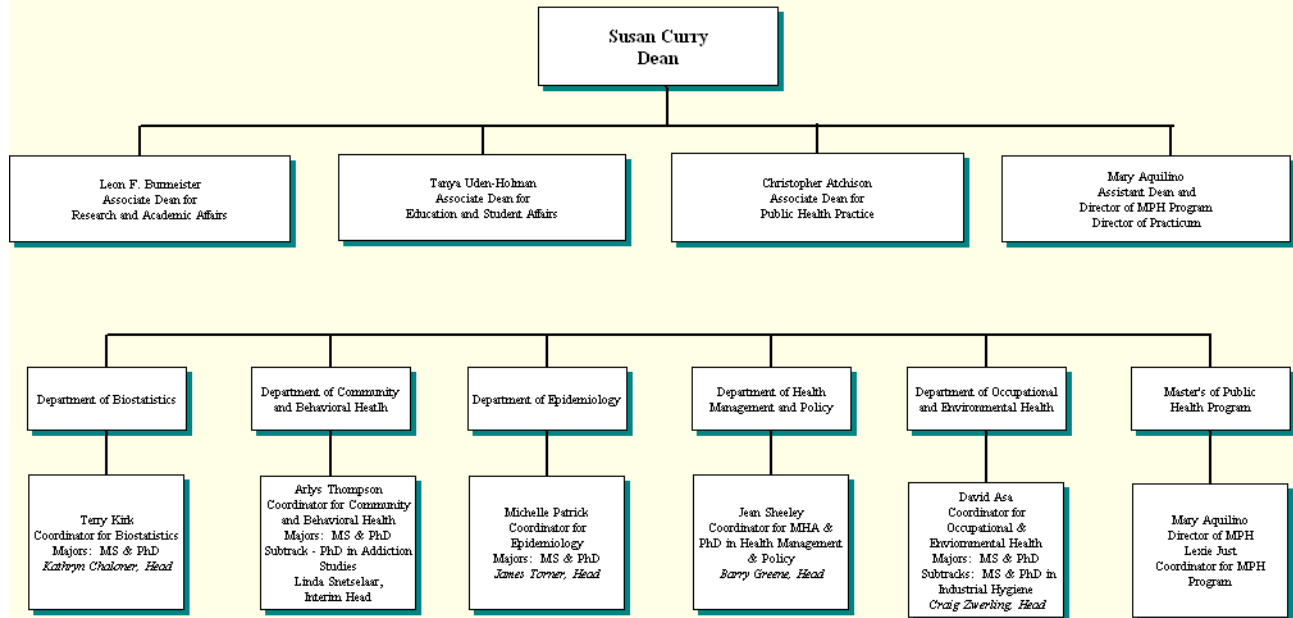 Susan Curry
Dean
Leon F. Burmeister
Associate Dean for
Research and Academic Affairs
Tanya Uden-Holman
Associate Dean for
Education and Student Affairs
Christopher Atchison
Associate Dean for
Public Health Practice
Mary Aquilino
Assistant Dean and
Director of MPH Program
Director of Practicum
Department of Biostatistics
Department of Community
and Behavioral Heatlh
Department of Epidemiology
Department of Health
Management and Policy
Department of Occupational
and Environmental Health
Master's of Public
Health Program
Terry Kirk
Coordinator for Biostatistics
Majors: MS & PhD
Kathryn Chaloner, Head
Arlys Thompson
Coordinator for Community
and Behavioral Health
Majors: MS & PhD
Subtrack - PhD in Addiction
Studies
Linda Snetselaar,
Interim Head
Michelle Patrick
Coordinator for
Epidemiology
Majors: MS & PhD
James Torner, Head
Jean Sheeley
Coordinator for MHA &
PhD in Health Management
& Policy
Barry Greene, Head
David Asa
Coordinator for
Occupational &
Enviornmental Health
Majors: MS & PhD
Subtracks: MS & PhD in
Industrial Hygiene
Craig Zwerling, Head
Mary Aquilino
Director of MPH
Lexie Just
Coordinator for MPH
Program